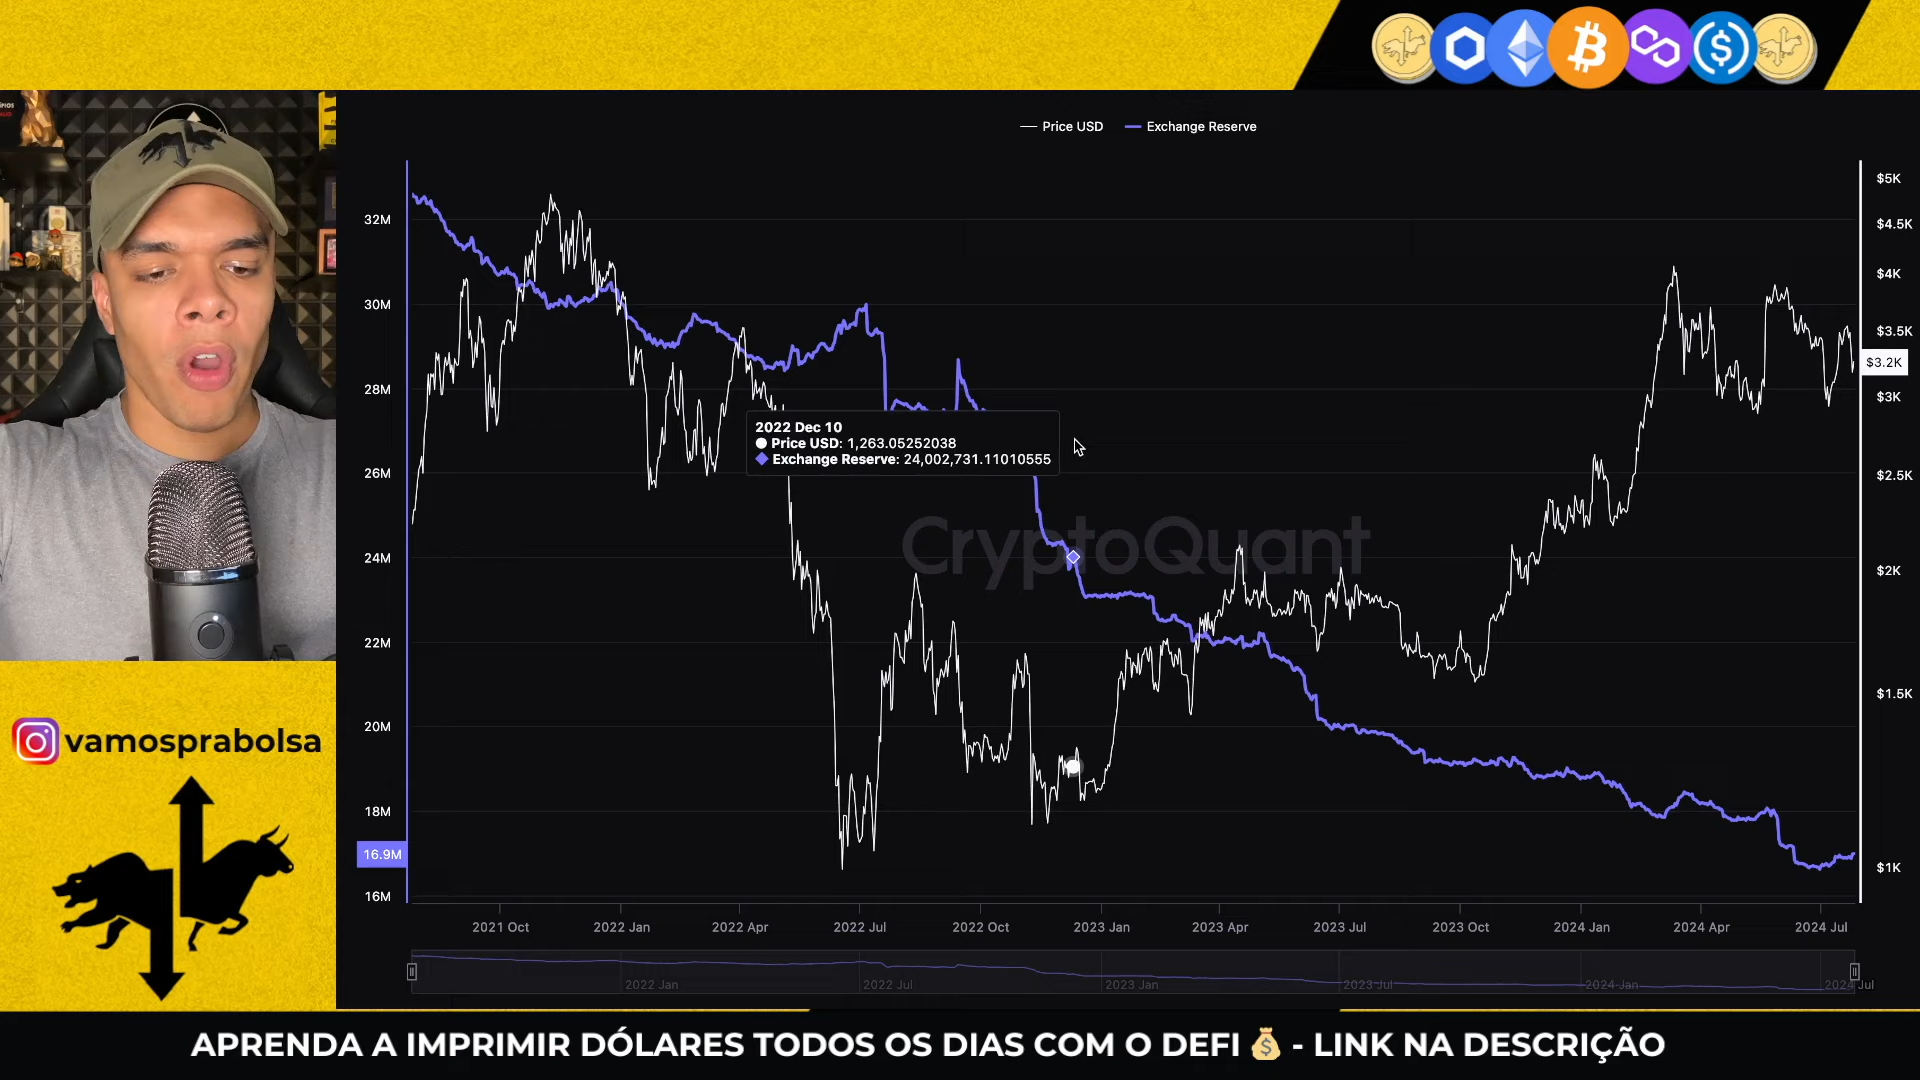 Price USD
Exchange Reserve
32M
30M
28M
26M
24M
22M
20M
18M
16.9M
16M
$5K
$4.5K
$4K
$3.5K
$3.2K
$3K
$2.5K
$2K
$1.5K
$1K
2022 Dec 10
Price USD: 1,263.05252038
Exchange Reserve: 24,002,731.11010555
CryptoQuant
2021 Oct
2022 Jan
2022 Apr
2022 Jul
2022 Oct
2023 Jan
2023 Apr
2023 Jul
2023 Oct
2024 Jan
2024 Apr
2024 Jul
2022 Jan
2022 Jul
2023 Jan
2023 Jul
2024 Jan
2024 Jul
vamosprabolsa
APRENDA A IMPRIMIR DÓLARES TODOS OS DIAS COM O DEFI 💰 - LINK NA DESCRIÇÃO